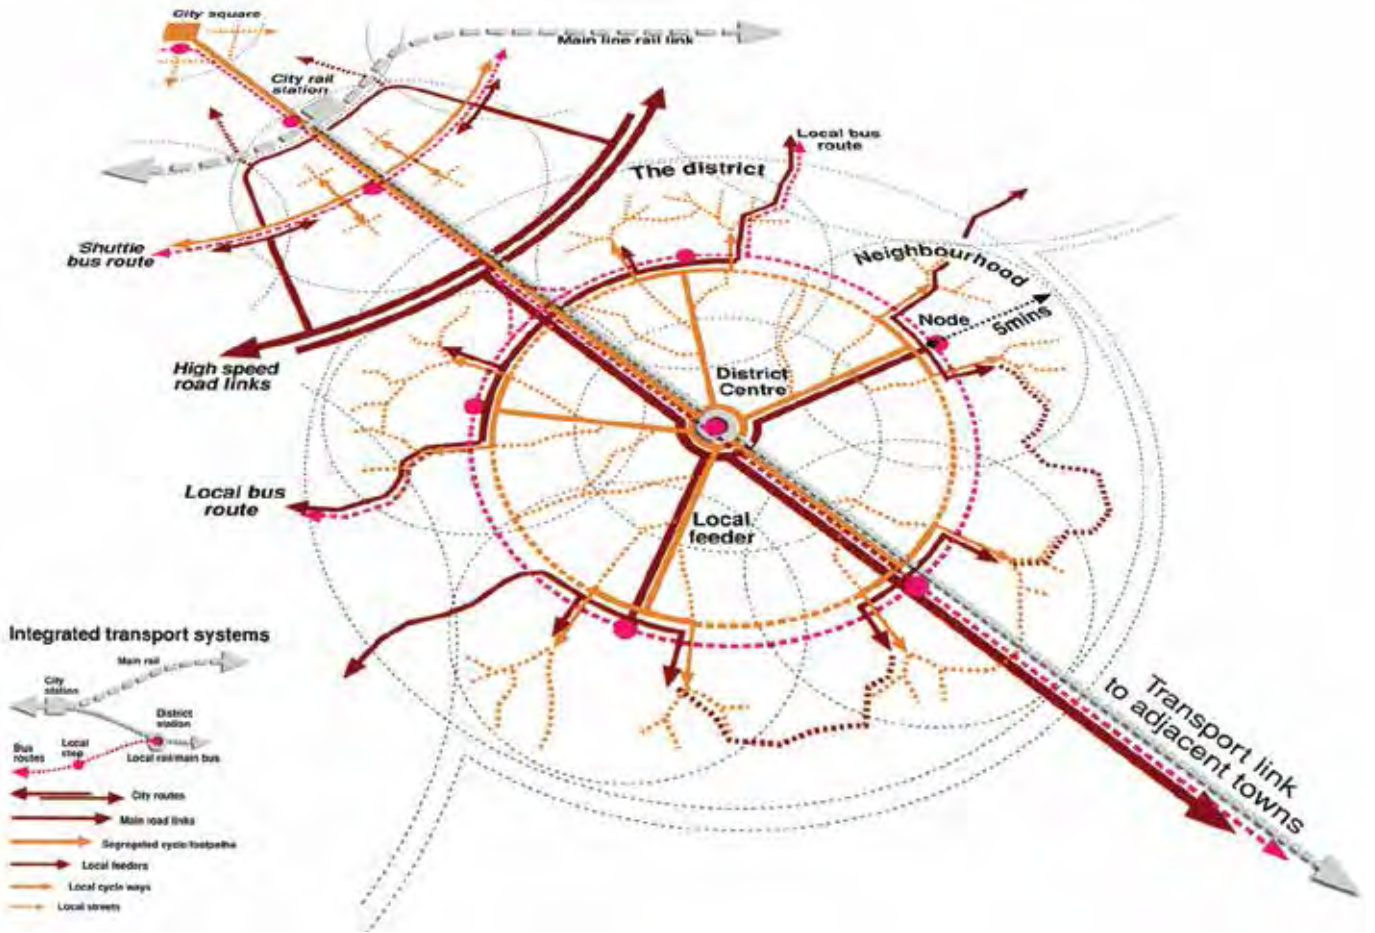 City square
Main line rail link
City rail
station
Local bus
route
The district
Shuttle
bus route
Neighbourhood
Node
5mins
High speed
road links
District
Centre
Local bus
route
Local
feeder
Transport link
to adjacent towns
Integrated transport systems
Main rail
City
station
District
station
Bus
routes
Local
stop
Local rail/main bus
City routes
Main road links
Segregated cycle/footpaths
Local feeders
Local cycle ways
Local streets